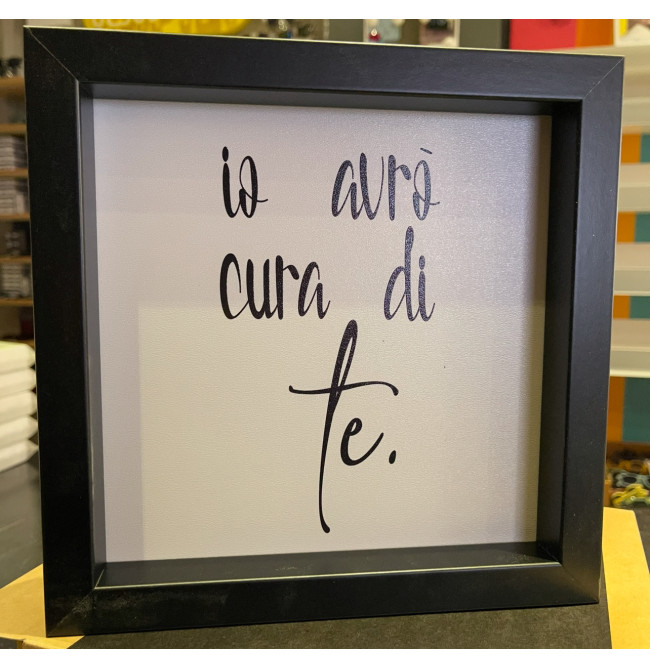 io avrò
cura di
te.